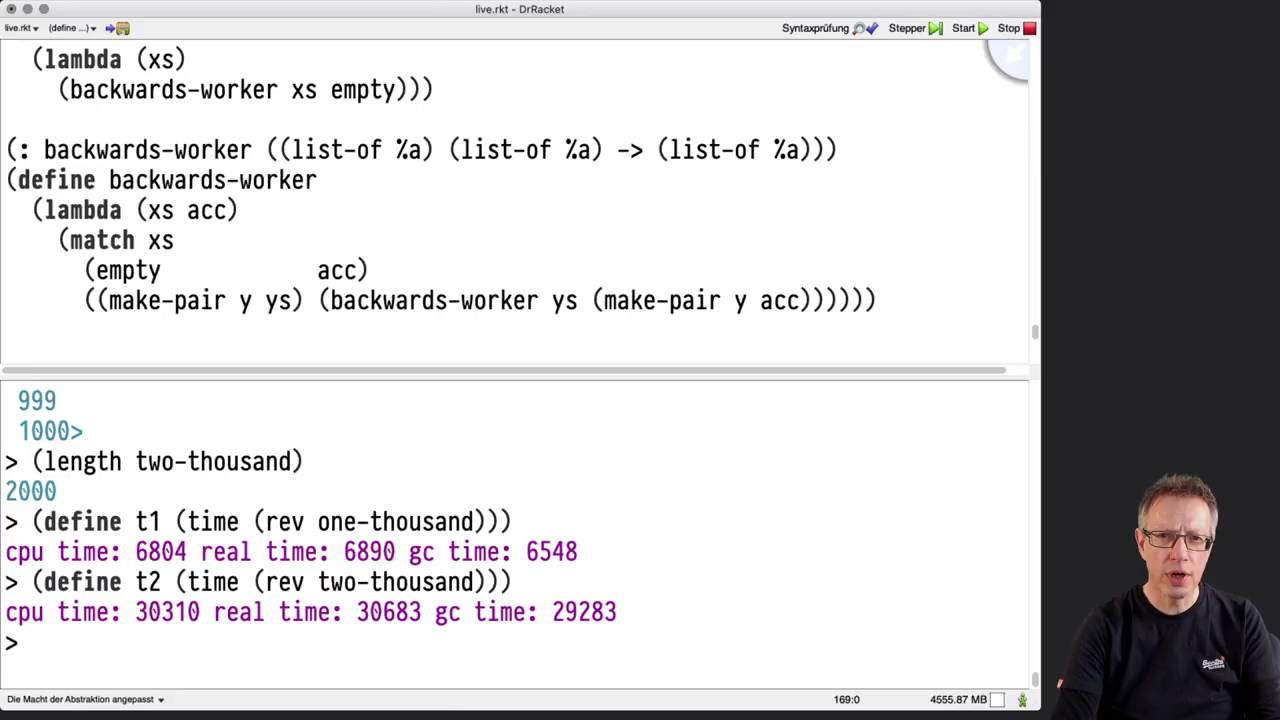 live.rkt - DrRacket
live.rkt (define ...) Syntaxprüfung Stepper Start Stop
(lambda (xs)
(backwards-worker xs empty)))
(: backwards-worker ((list-of %a) (list-of %a) -> (list-of %a)))
(define backwards-worker
(lambda (xs acc)
(match xs
(empty acc)
((make-pair y ys) (backwards-worker ys (make-pair y acc))))))
999
1000>
> (length two-thousand)
2000
> (define t1 (time (rev one-thousand)))
cpu time: 6804 real time: 6890 gc time: 6548
> (define t2 (time (rev two-thousand)))
cpu time: 30310 real time: 30683 gc time: 29283
>
Die Macht der Abstraktion angepasst 169:0 4555.87 MB